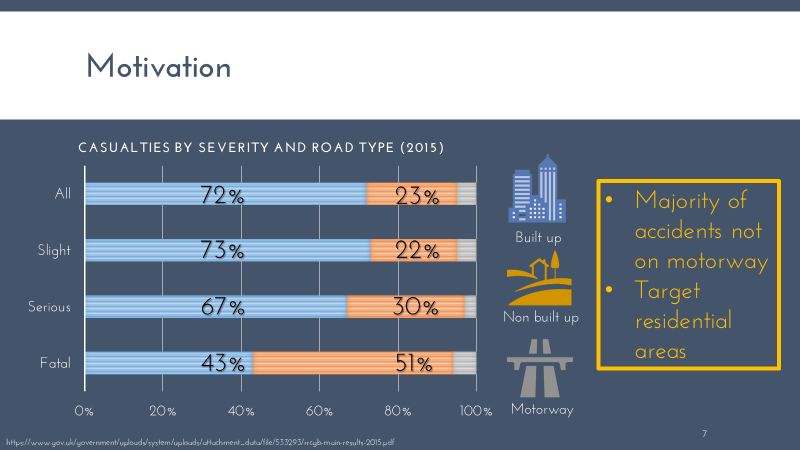 Motivation
CASUALTIES BY SEVERITY AND ROAD TYPE (2015)
All
72%
23%
Slight
73%
22%
Serious
67%
30%
Fatal
43%
51%
0%
20%
40%
60%
80%
100%
Built up
Non built up
Motorway
• Majority of
accidents not
on motorway
• Target
residential
areas
https://www.gov.uk/government/uploads/system/uploads/attachment_data/file/533293/rrcgb-main-results-2015.pdf
7